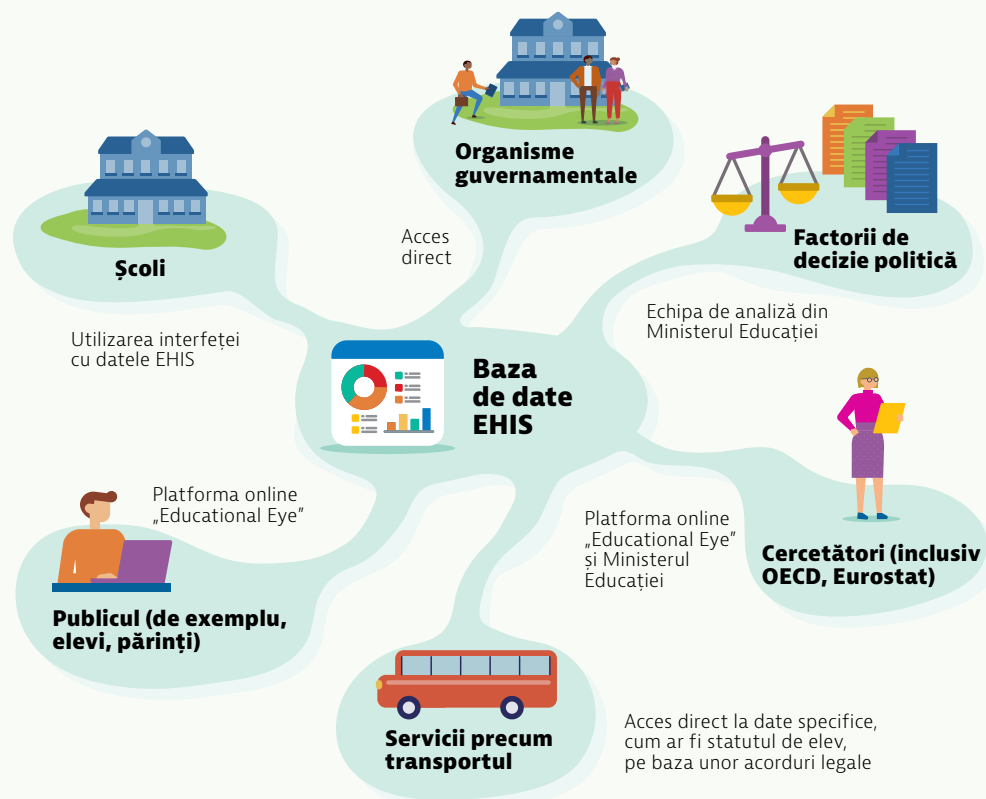 Organisme
guvernamentale
Acces
direct
Factorii de
decizie politică
Echipa de analiză din
Ministerul Educației
Școli
Utilizarea interfeței
cu datele EHIS
Baza
de date
EHIS
Platforma online
„Educational Eye”
Publicul (de exemplu,
elevi, părinți)
Platforma online
„Educational Eye”
și Ministerul
Educației
Cercetători (inclusiv
OECD, Eurostat)
Servicii precum
transportul
Acces direct la date specifice,
cum ar fi statutul de elev,
pe baza unor acorduri legale